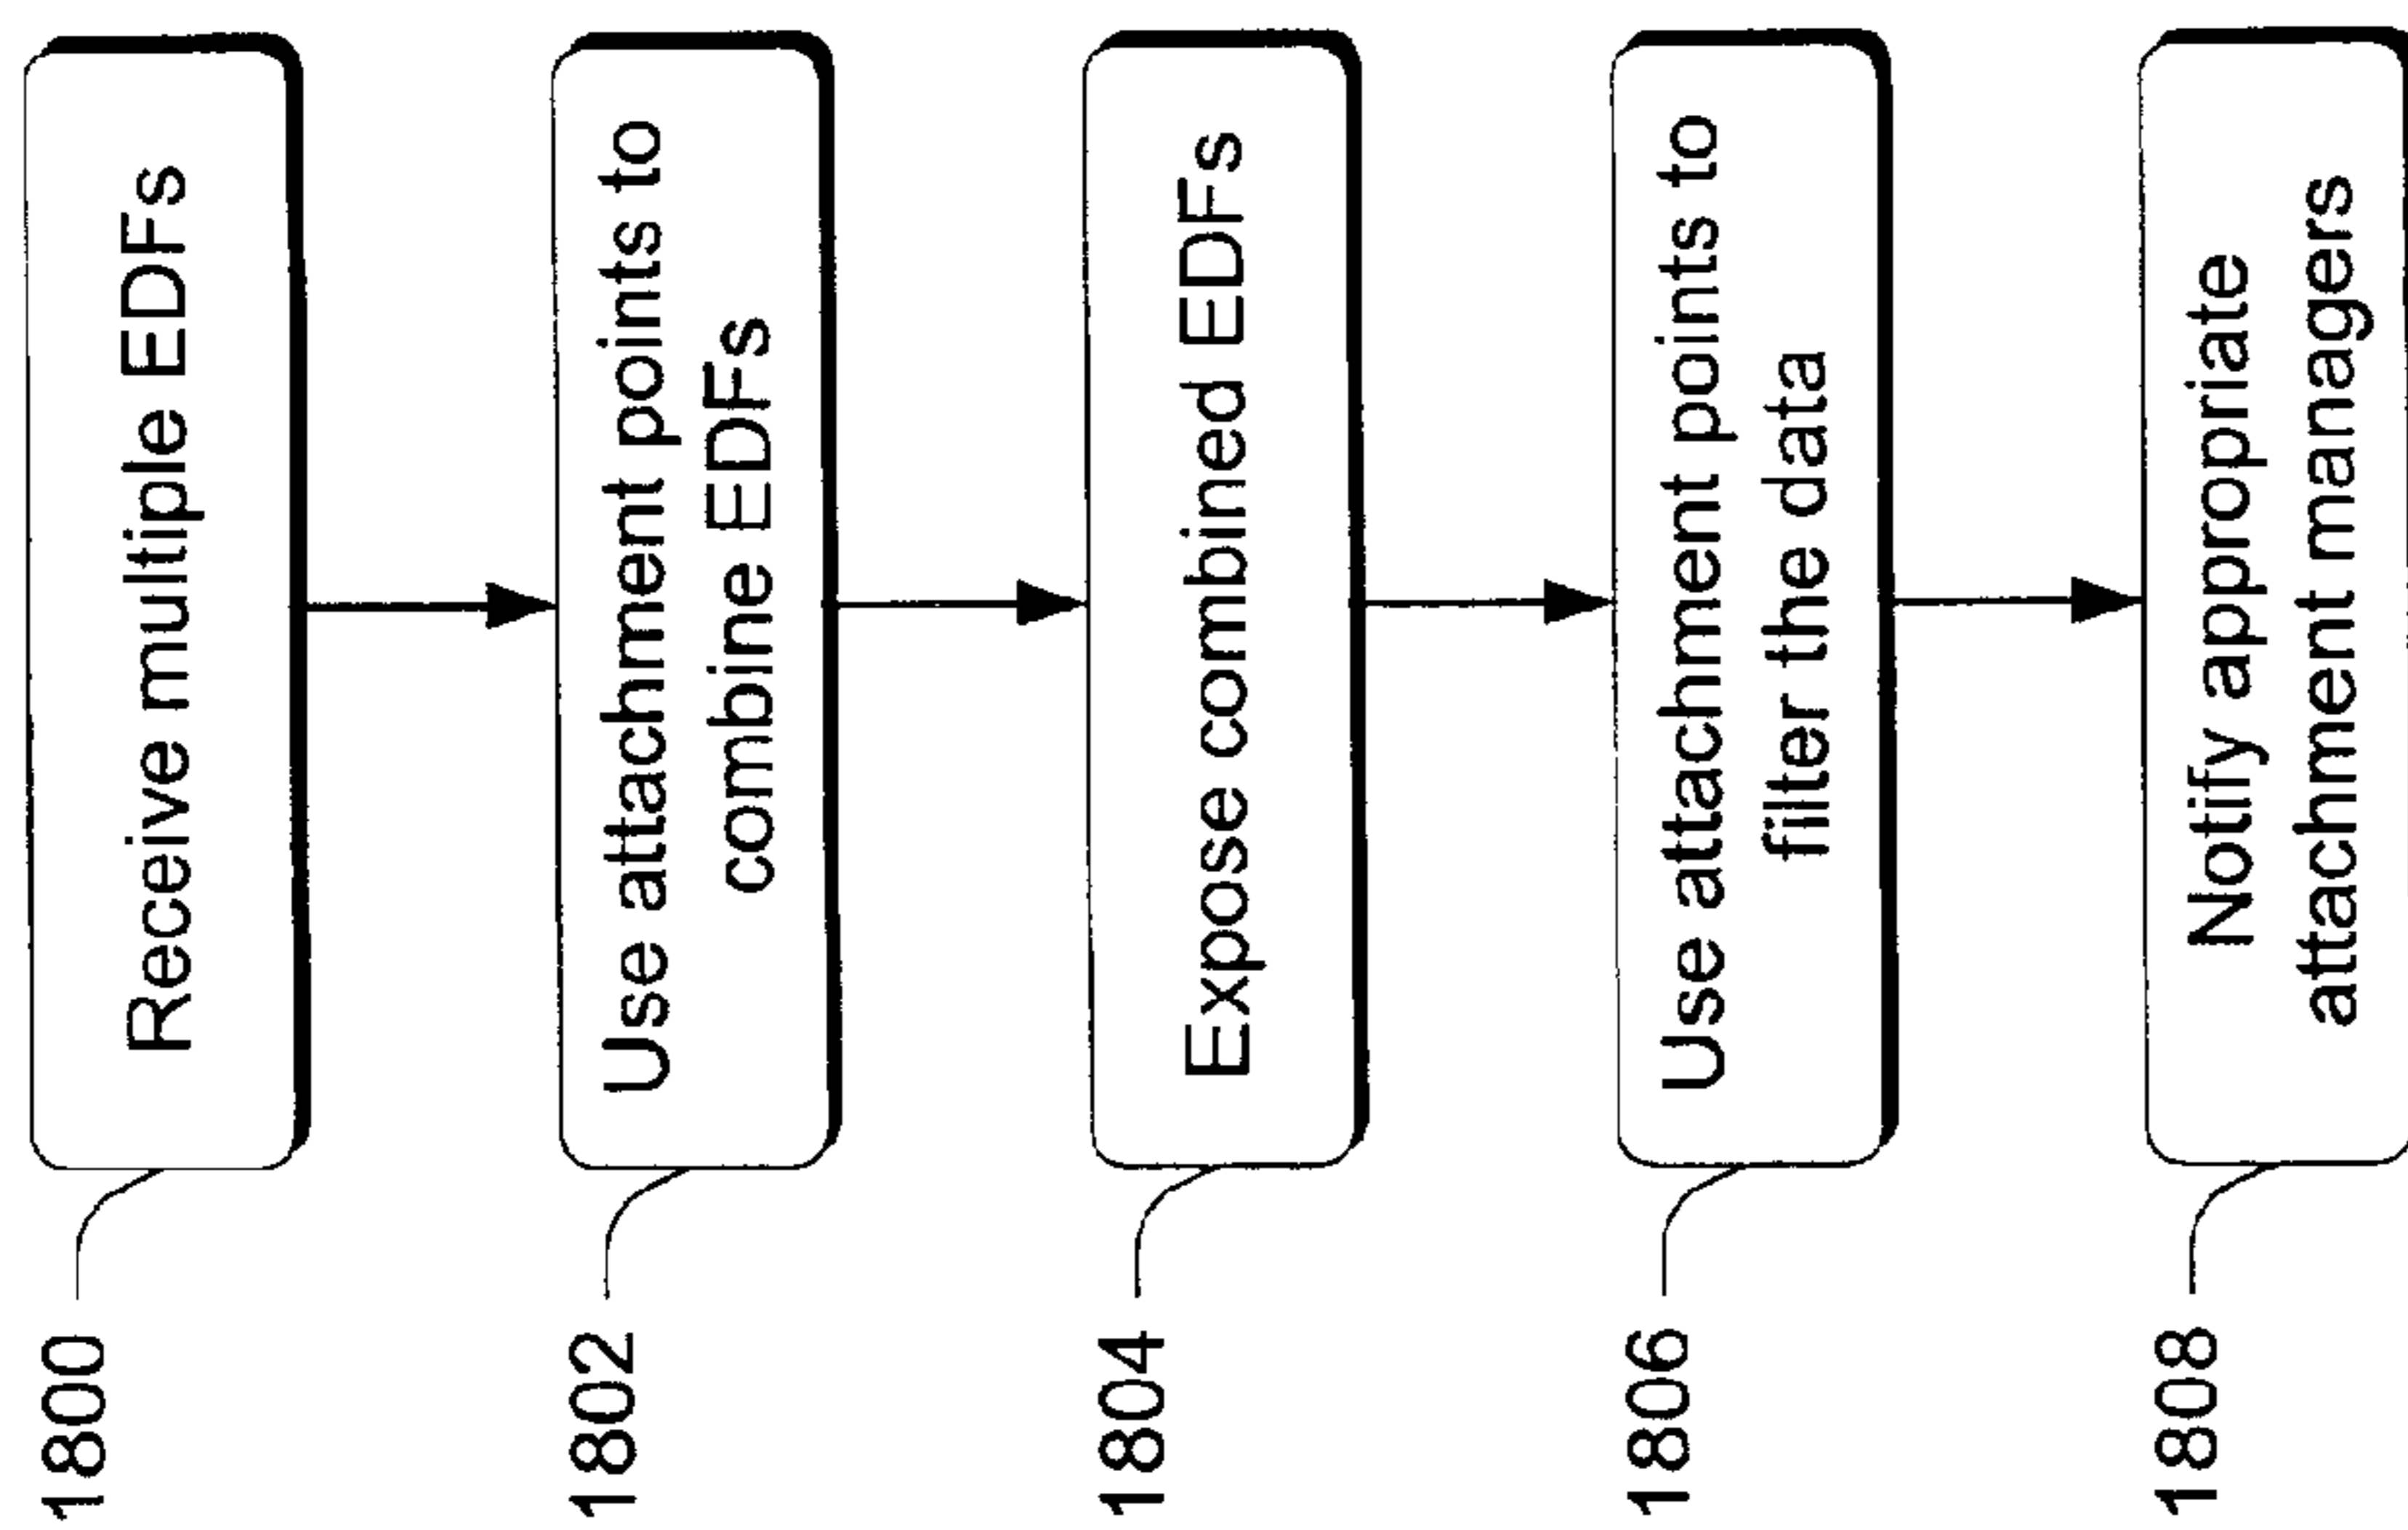 1800
Receive multiple EDFs
1802
Use attachment points to
combine EDFs
1804
Expose combined EDFs
1806
Use attachment points to
filter the data
1808
Notify appropriate
attachment managers